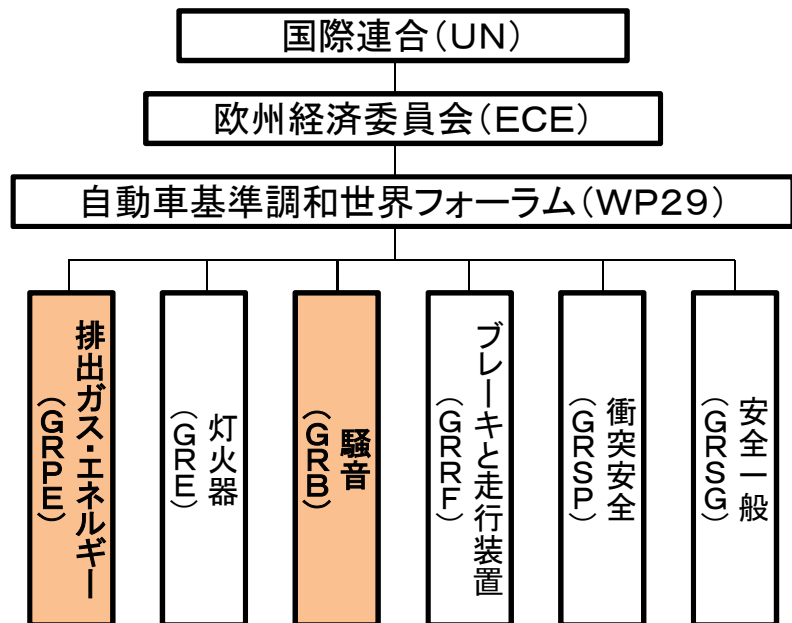 国際連合(UN)
欧州経済委員会(ECE)
自動車基準調和世界フォーラム(WP29)
排出ガス・エネルギー
(GRPE)
灯火器
(GRE)
騒音
(GRB)
ブレーキと走行装置
(GRRF)
衝突安全
(GRSP)
安全一般
(GRSG)